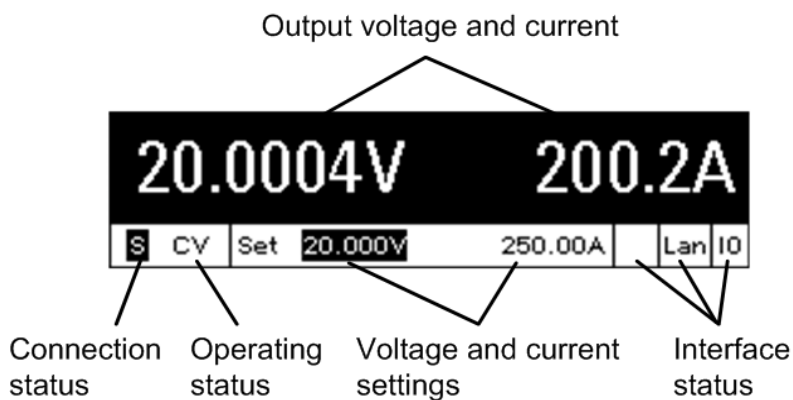 Output voltage and current
20.0004V 200.2A
S CV Set 20.000V 250.00A Lan IO
Connection status
Operating status
Voltage and current settings
Interface status